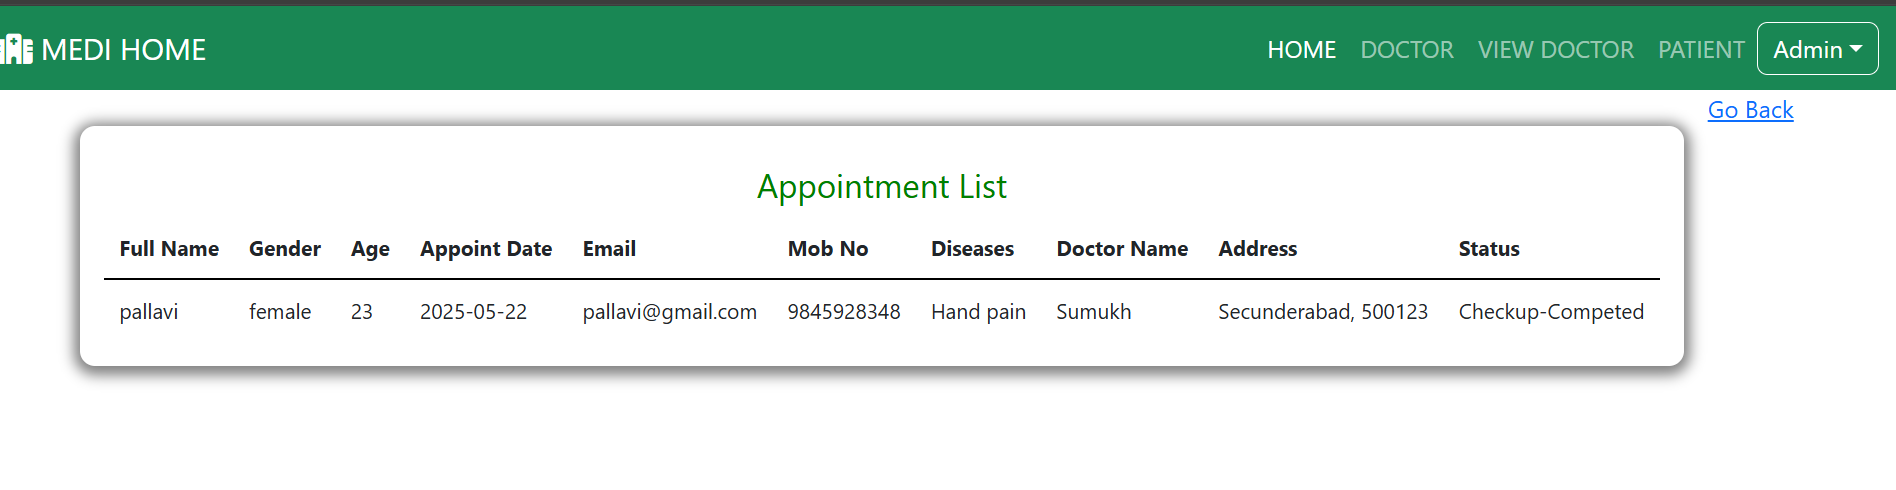 MEDI HOME HOME DOCTOR VIEW DOCTOR PATIENT Admin
Go Back
Appointment List
Full Name Gender Age Appoint Date Email Mob No Diseases Doctor Name Address Status
pallavi female 23 2025-05-22 pallavi@gmail.com 9845928348 Hand pain Sumukh Secunderabad, 500123 Checkup-Competed